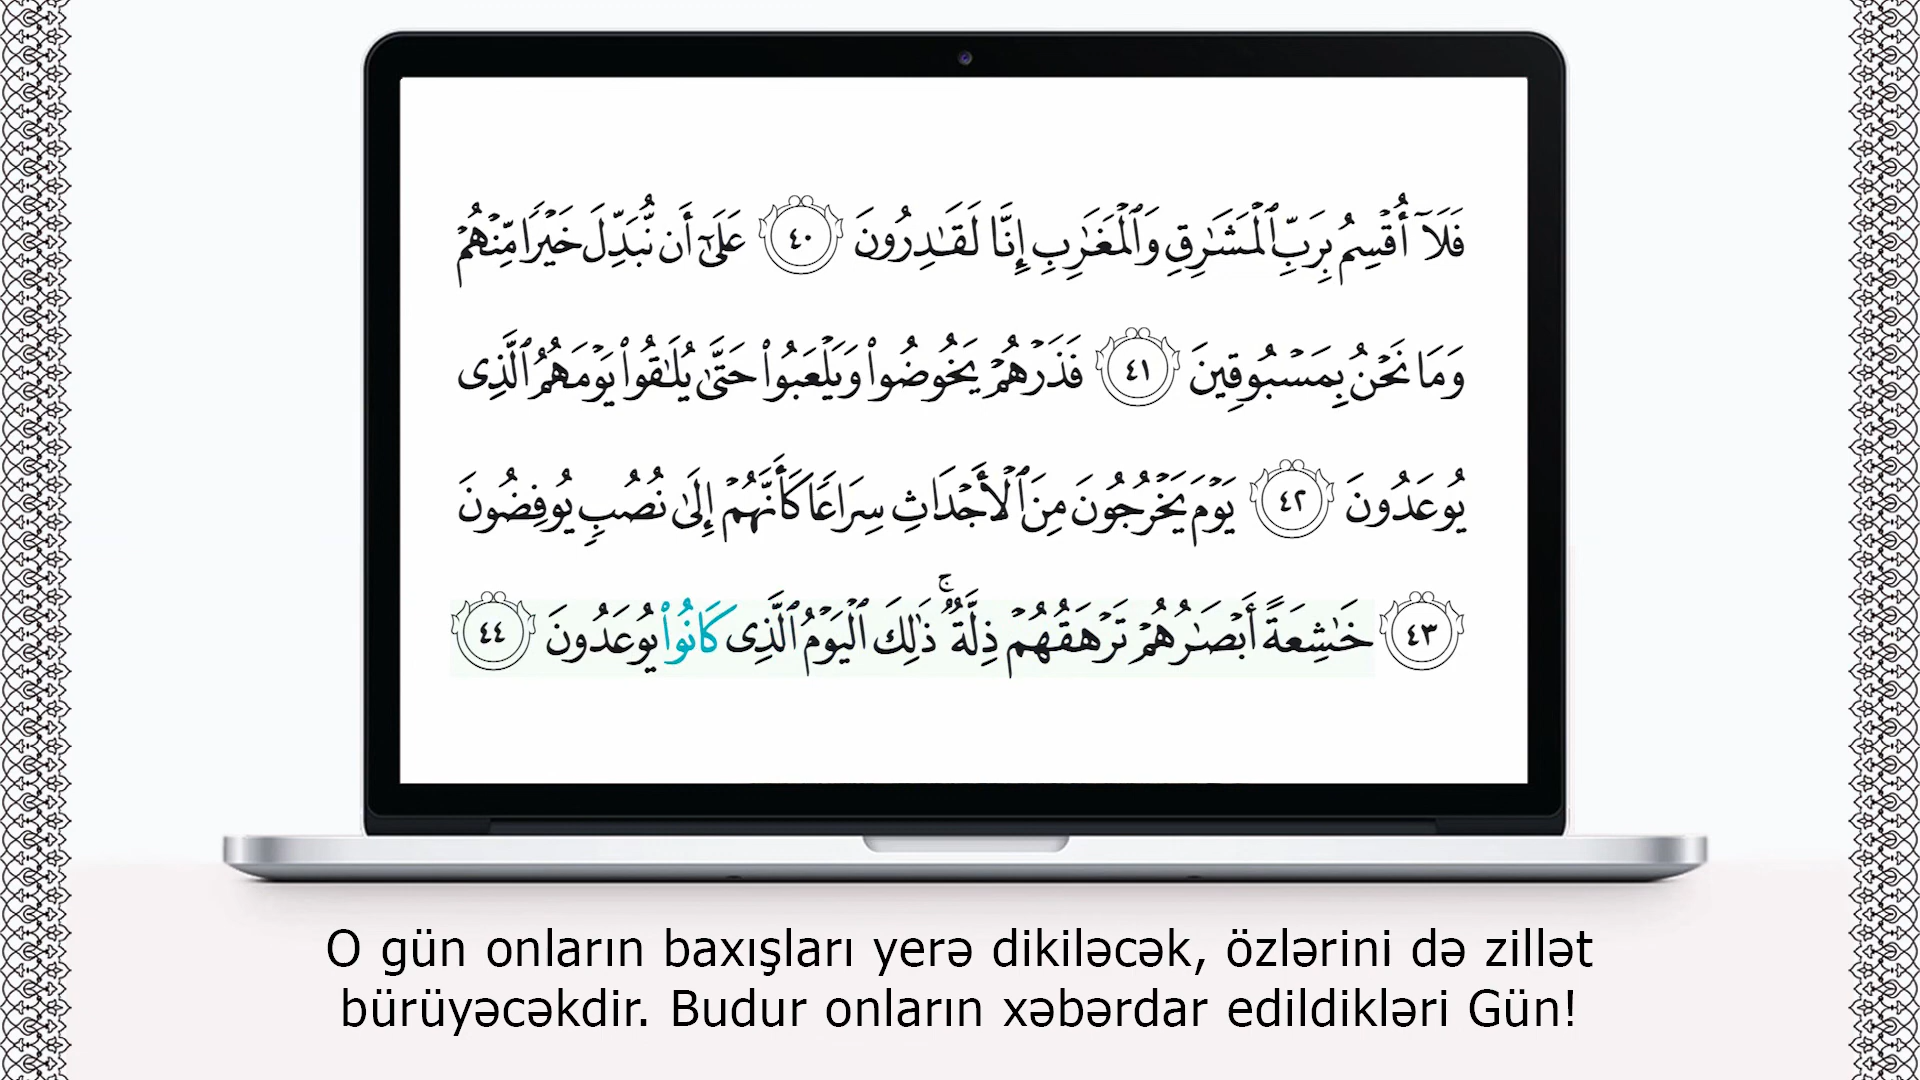 فَلَآ أُقۡسِمُ بِرَبِّ ٱلۡمَشَٰرِقِ وَٱلۡمَغَٰرِبِ إِنَّا لَقَٰدِرُونَ ٤٠ عَلَىٰٓ أَن نُّبَدِّلَ خَيۡرٗا مِّنۡهُمۡ
وَمَا نَحۡنُ بِمَسۡبُوقِينَ ٤١ فَذَرۡهُمۡ يَخُوضُواْ وَيَلۡعَبُواْ حَتَّىٰ يُلَٰقُواْ يَوۡمَهُمُ ٱلَّذِي
يُوعَدُونَ ٤٢ يَوۡمَ يَخۡرُجُونَ مِنَ ٱلۡأَجۡدَاثِ سِرَاعٗا كَأَنَّهُمۡ إِلَىٰ نُصُبٖ يُوفِضُونَ
٤٣ خَٰشِعَةً أَبۡصَٰرُهُمۡ تَرۡهَقُهُمۡ ذِلَّةٞۚ ذَٰلِكَ ٱلۡيَوۡمُ ٱلَّذِي كَانُواْ يُوعَدُونَ ٤٤
O gün onların baxışları yerə dikiləcək, özlərini də zillət
bürüyəcəkdir. Budur onların xəbərdar edildikləri Gün!